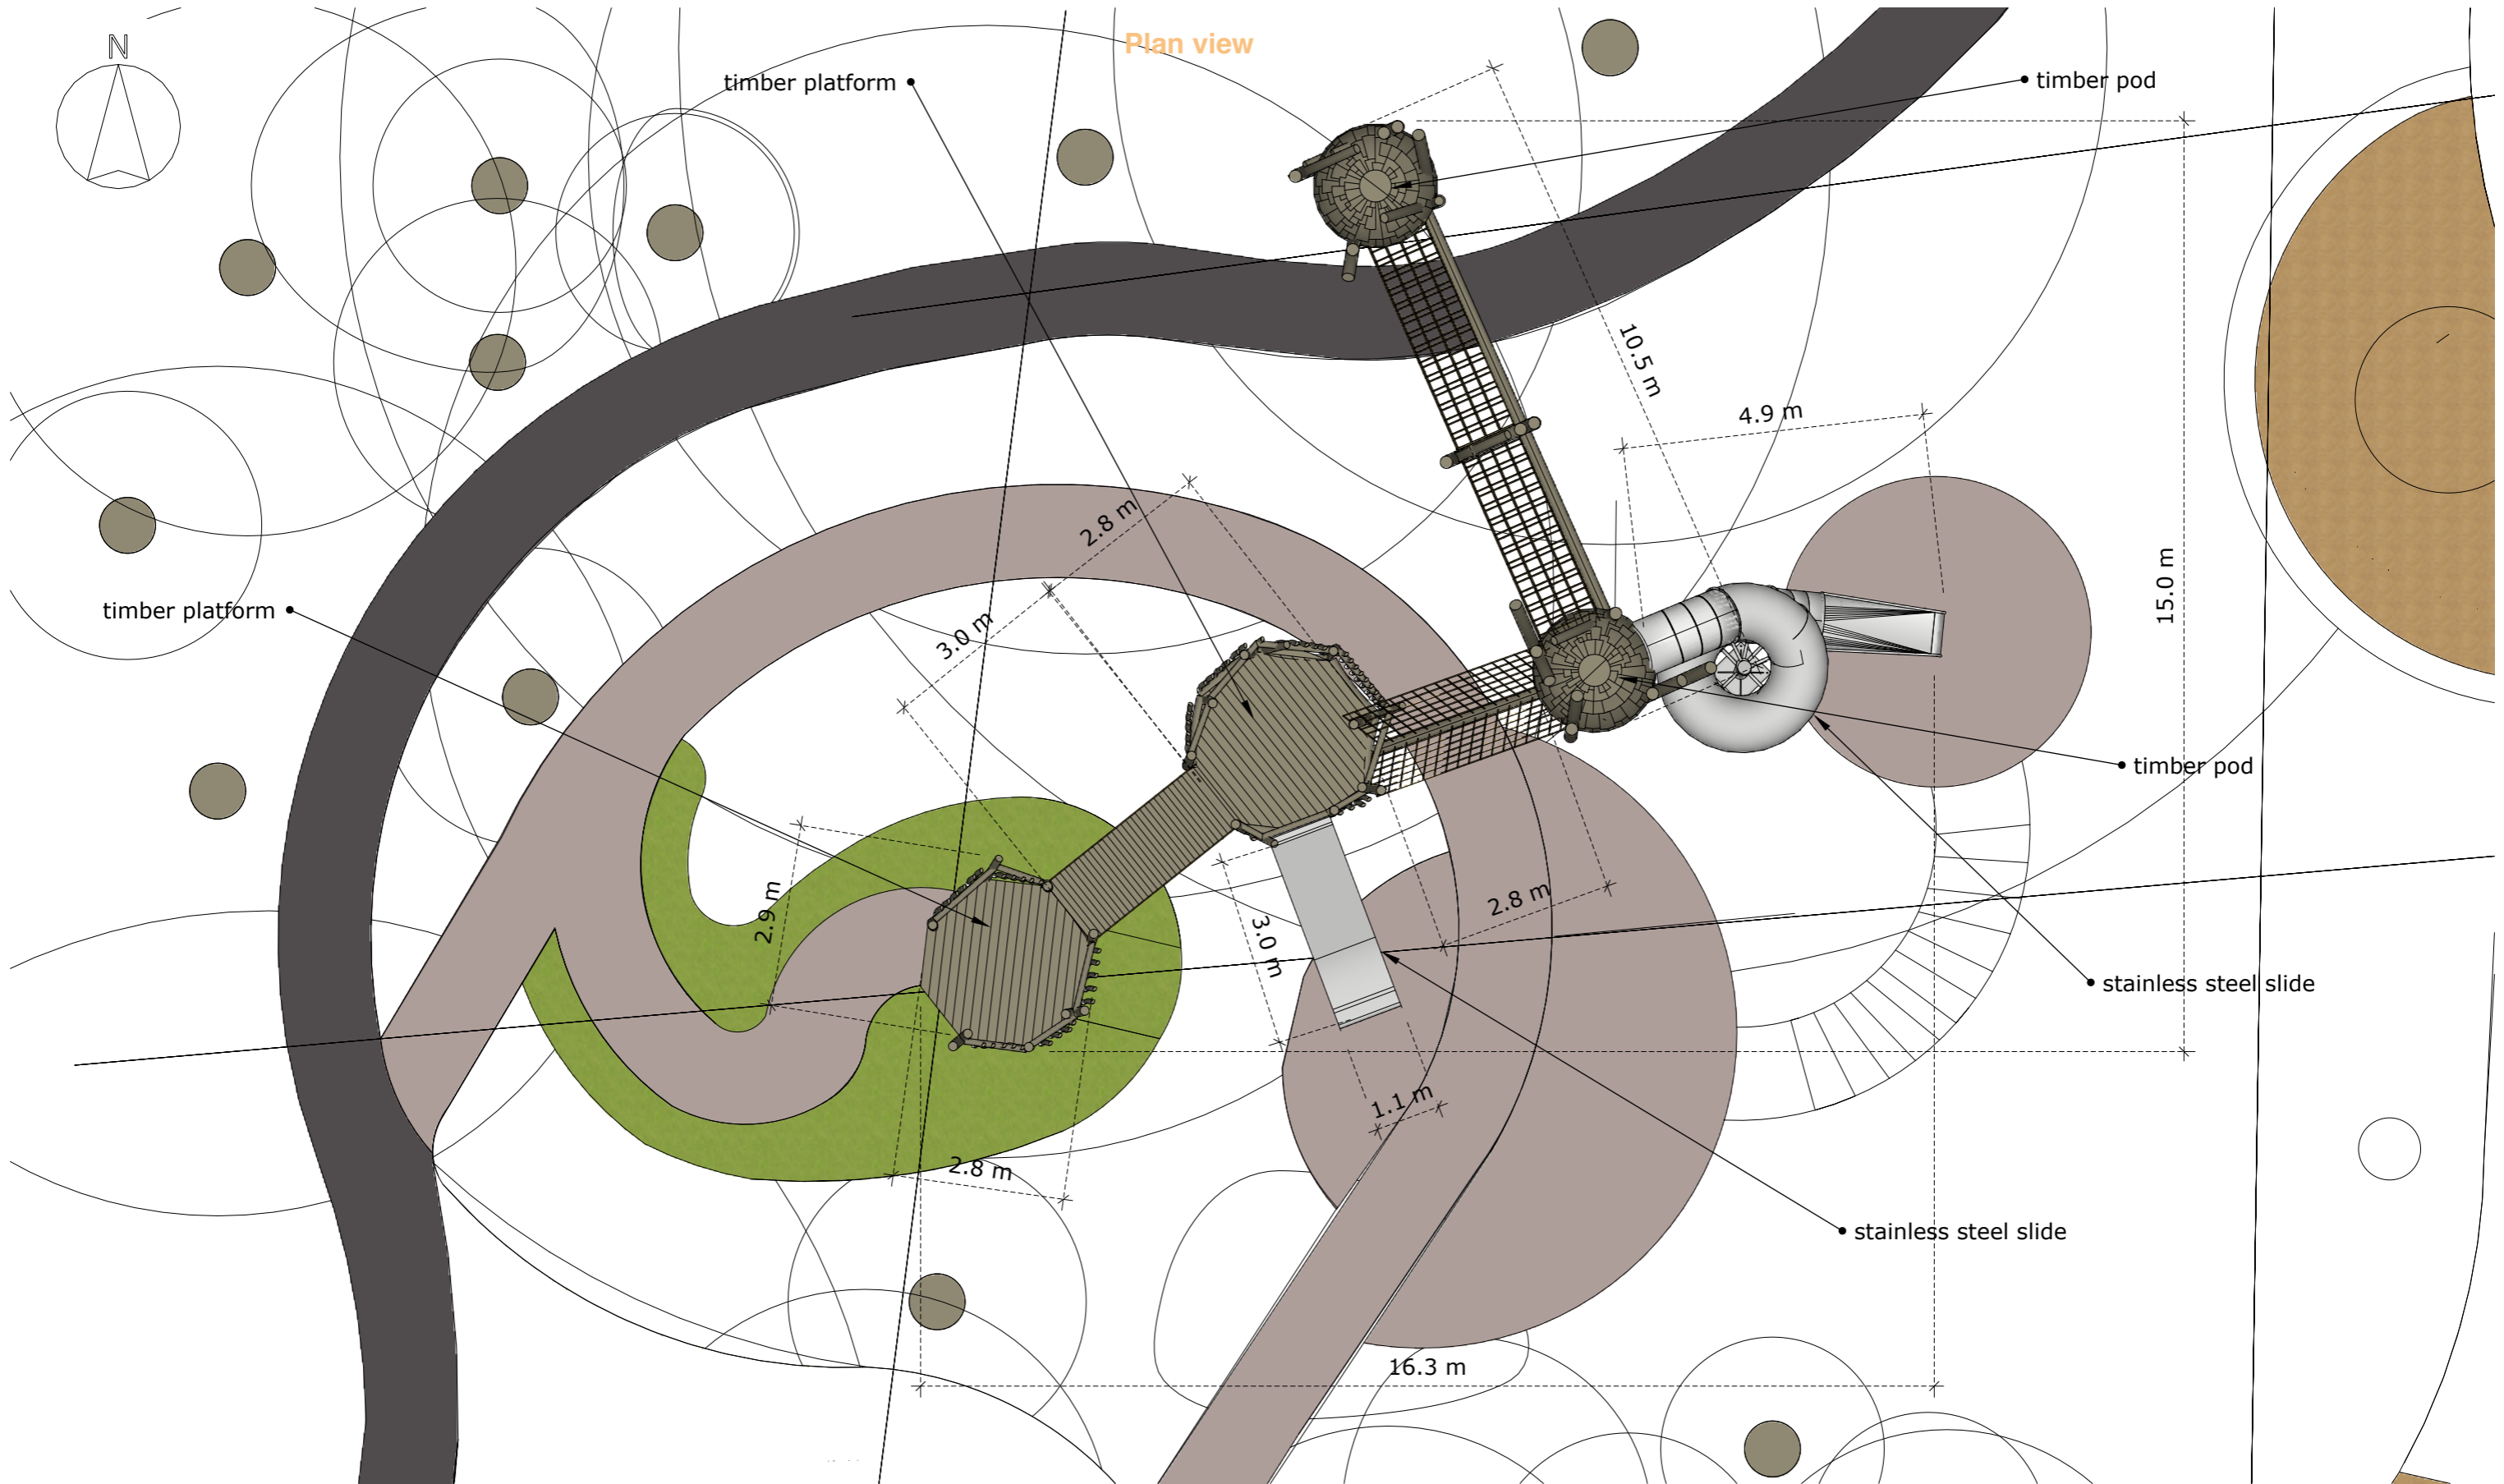 N
Plan view
timber platform
timber pod
10.5 m
4.9 m
2.8 m
15.0 m
timber platform
3.0 m
timber pod
2.9 m
2.8 m
3.0 m
stainless steel slide
1.1 m
2.8 m
stainless steel slide
16.3 m